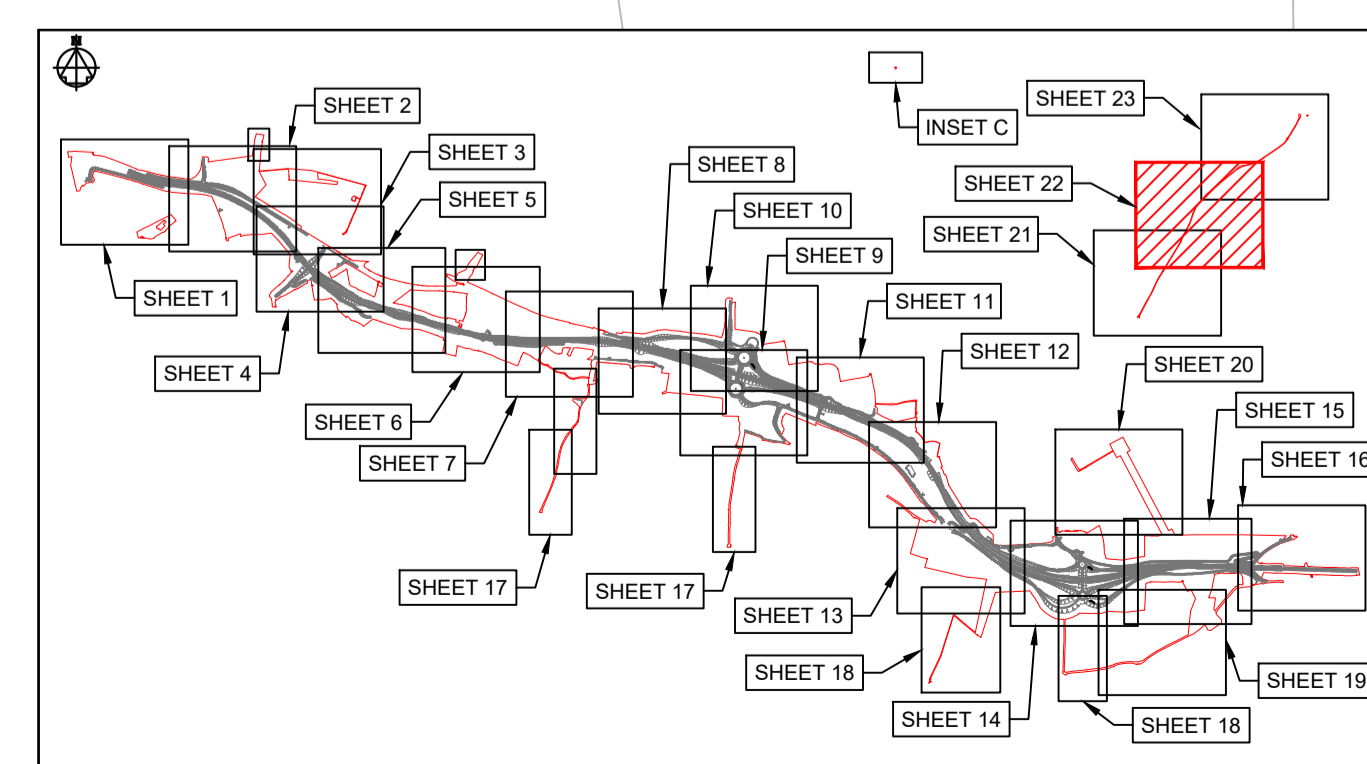 N
SHEET 2
SHEET 3
SHEET 5
SHEET 1
SHEET 4
SHEET 6
SHEET 7
SHEET 8
SHEET 10
SHEET 9
SHEET 11
SHEET 12
INSET C
SHEET 23
SHEET 22
SHEET 21
SHEET 20
SHEET 15
SHEET 16
SHEET 17
SHEET 17
SHEET 13
SHEET 18
SHEET 14
SHEET 18
SHEET 19